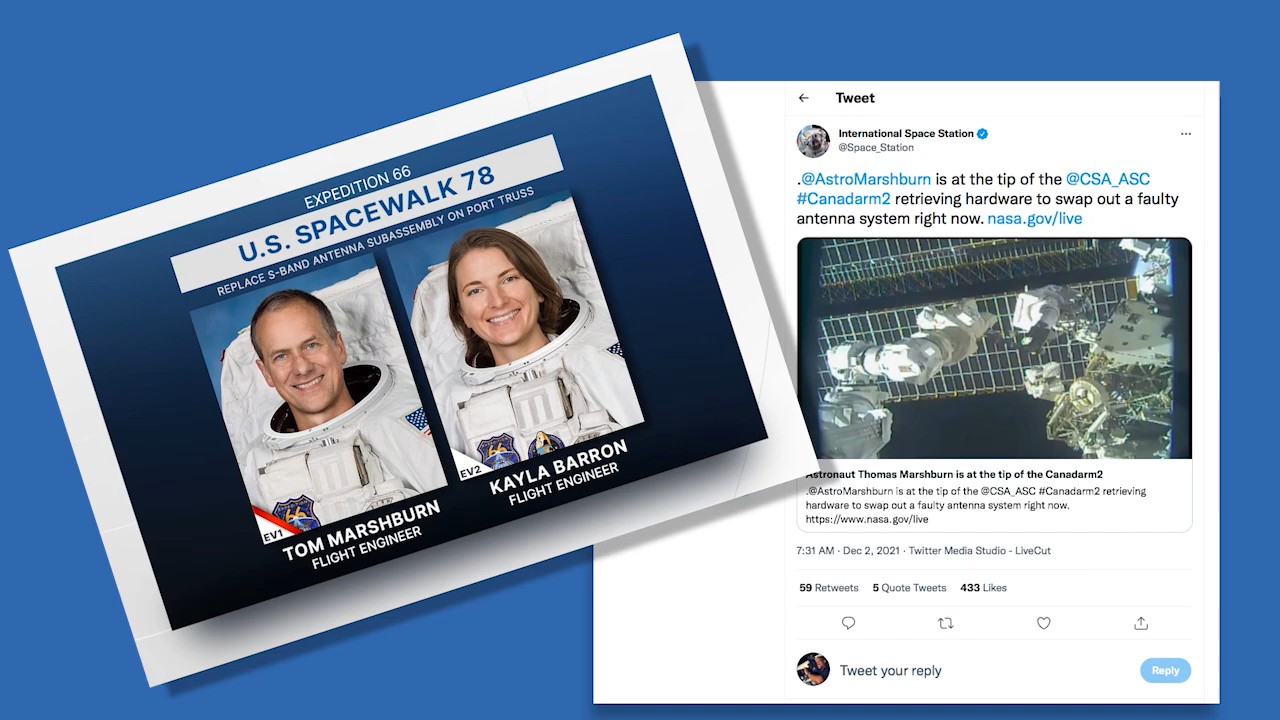 EXPEDITION 66
U.S. SPACEWALK 78
REPLACE S-BAND ANTENNA SUBASSEMBLY ON PORT TRUSS
EV1
TOM MARSHBURN
FLIGHT ENGINEER
66
EV2
KAYLA BARRON
FLIGHT ENGINEER
66
Tweet
International Space Station
@Space_Station
.@AstroMarshburn is at the tip of the @CSA_ASC
#Canadarm2 retrieving hardware to swap out a faulty
antenna system right now. nasa.gov/live
Astronaut Thomas Marshburn is at the tip of the Canadarm2
.@AstroMarshburn is at the tip of the @CSA_ASC #Canadarm2 retrieving
hardware to swap out a faulty antenna system right now.
https://www.nasa.gov/live
7:31 AM · Dec 2, 2021 · Twitter Media Studio - LiveCut
59 Retweets 5 Quote Tweets 433 Likes
Tweet your reply
Reply